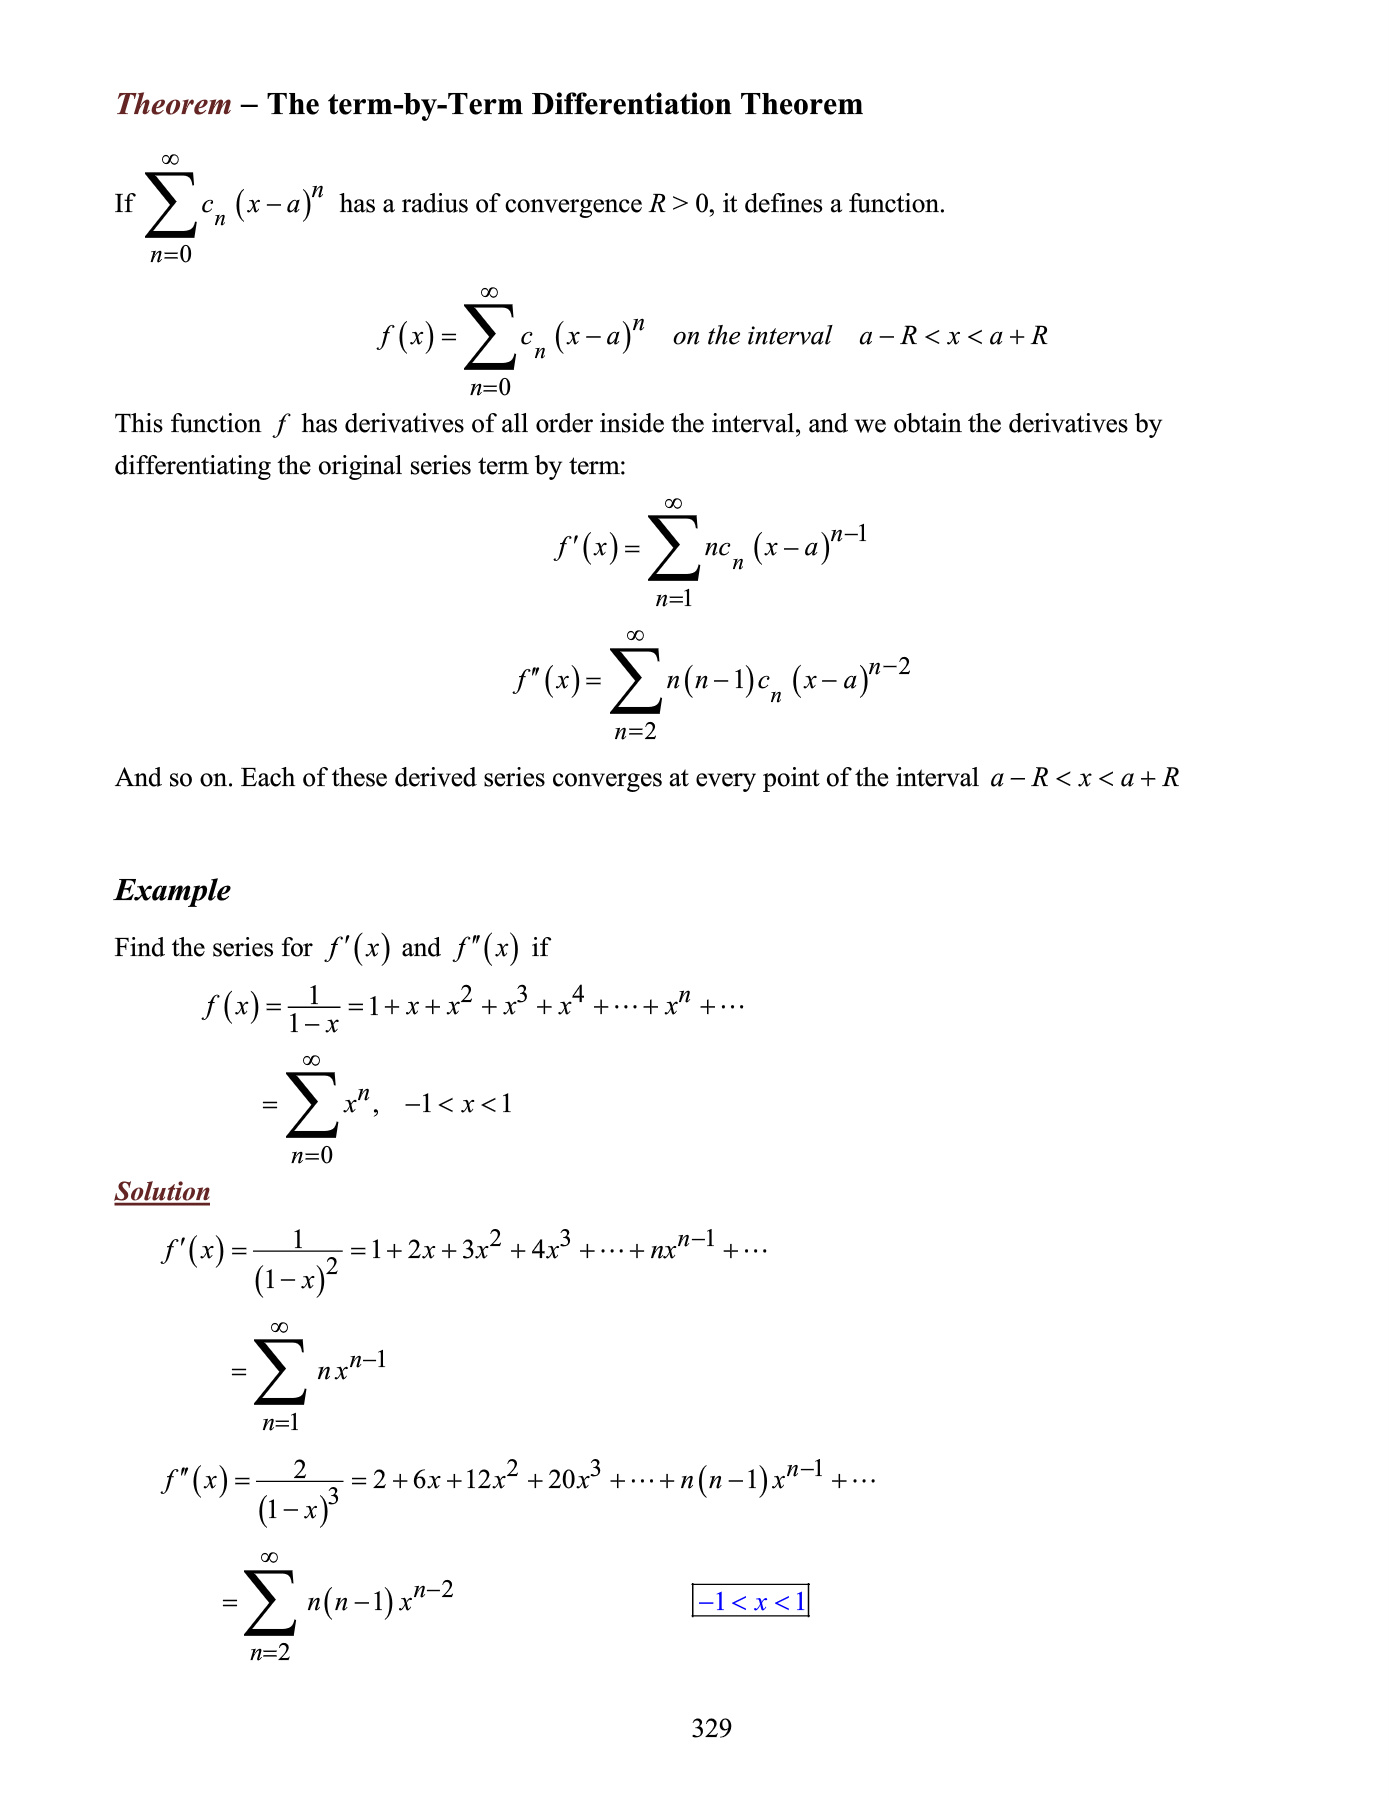 Theorem – The term-by-Term Differentiation Theorem
If $\sum_{n=0}^{\infty} c_n (x-a)^n$ has a radius of convergence R > 0, it defines a function.
$f(x) = \sum_{n=0}^{\infty} c_n (x-a)^n$ on the interval $a - R < x < a + R$
This function f has derivatives of all order inside the interval, and we obtain the derivatives by
differentiating the original series term by term:
$f'(x) = \sum_{n=1}^{\infty} nc_n (x-a)^{n-1}$
$f''(x) = \sum_{n=2}^{\infty} n(n-1)c_n (x-a)^{n-2}$
And so on. Each of these derived series converges at every point of the interval $a - R < x < a + R$
Example
Find the series for $f'(x)$ and $f''(x)$ if
$f(x) = \frac{1}{1-x} = 1 + x + x^2 + x^3 + x^4 + \cdots + x^n + \cdots$
$= \sum_{n=0}^{\infty} x^n, \quad -1 < x < 1$
Solution
$f'(x) = \frac{1}{(1-x)^2} = 1 + 2x + 3x^2 + 4x^3 + \cdots + nx^{n-1} + \cdots$
$= \sum_{n=1}^{\infty} nx^{n-1}$
$f''(x) = \frac{2}{(1-x)^3} = 2 + 6x + 12x^2 + 20x^3 + \cdots + n(n-1)x^{n-1} + \cdots$
$= \sum_{n=2}^{\infty} n(n-1)x^{n-2}$ $-1 < x < 1$
329